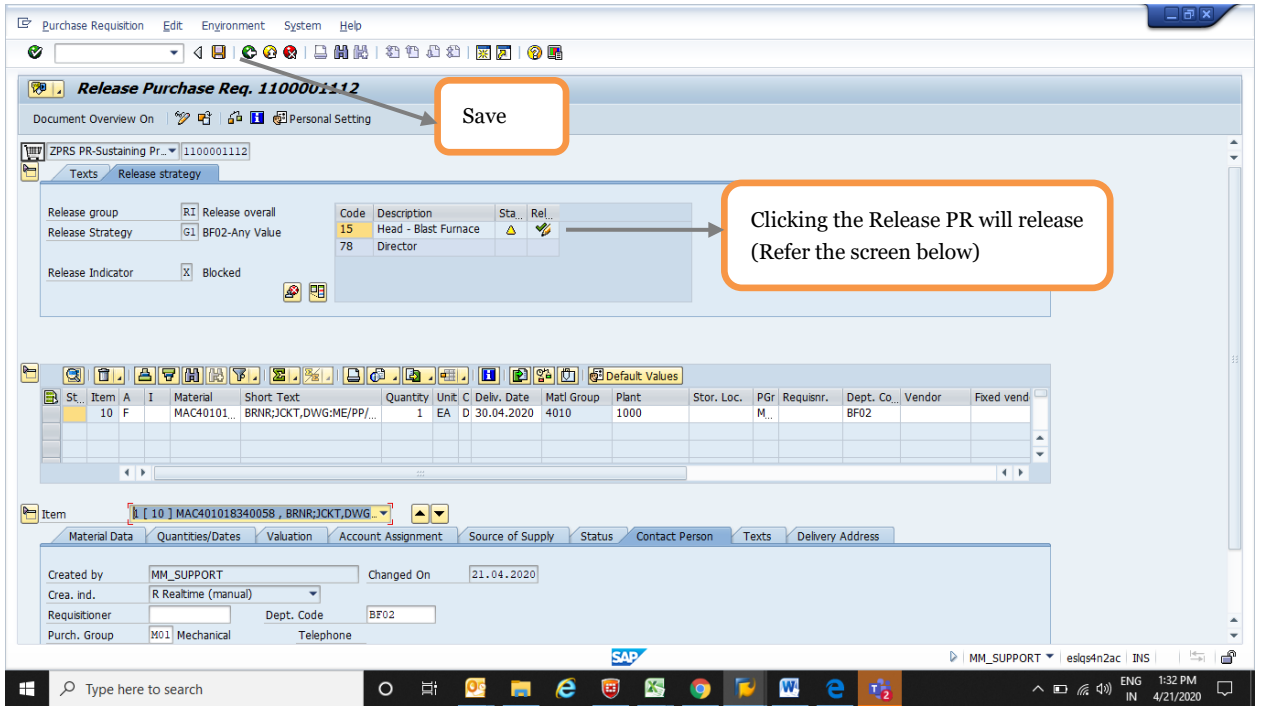 Purchase Requisition Edit Environment System Help
Release Purchase Req. 1100001112
Save
Document Overview On Personal Setting
ZPRS PR-Sustaining Pr... 1100001112
Texts Release strategy
Release group RI Release overall
Code Description Sta... Rel...
Release Strategy G1 BF02-Any Value
15 Head - Blast Furnace
78 Director
Release Indicator X Blocked
Clicking the Release PR will release
(Refer the screen below)
Default Values
St... Item A I Material Short Text Quantity Unit C Deliv. Date Matl Group Plant Stor. Loc. PGr Requisnr. Dept. Co... Vendor Fixed vend
10 F MAC40101... BRNR;JCKT,DWG:ME/PP/... 1 EA D 30.04.2020 4010 1000 M... BF02
Item 1 [ 10 ] MAC401018340058 , BRNR;JCKT,DWG...
Material Data Quantities/Dates Valuation Account Assignment Source of Supply Status Contact Person Texts Delivery Address
Created by MM_SUPPORT Changed On 21.04.2020
Crea. ind. R Realtime (manual)
Requisitioner Dept. Code BF02
Purch. Group M01 Mechanical Telephone
SAP MM_SUPPORT eslqs4n2ac INS
Type here to search
ENG 1:32 PM
IN 4/21/2020
2